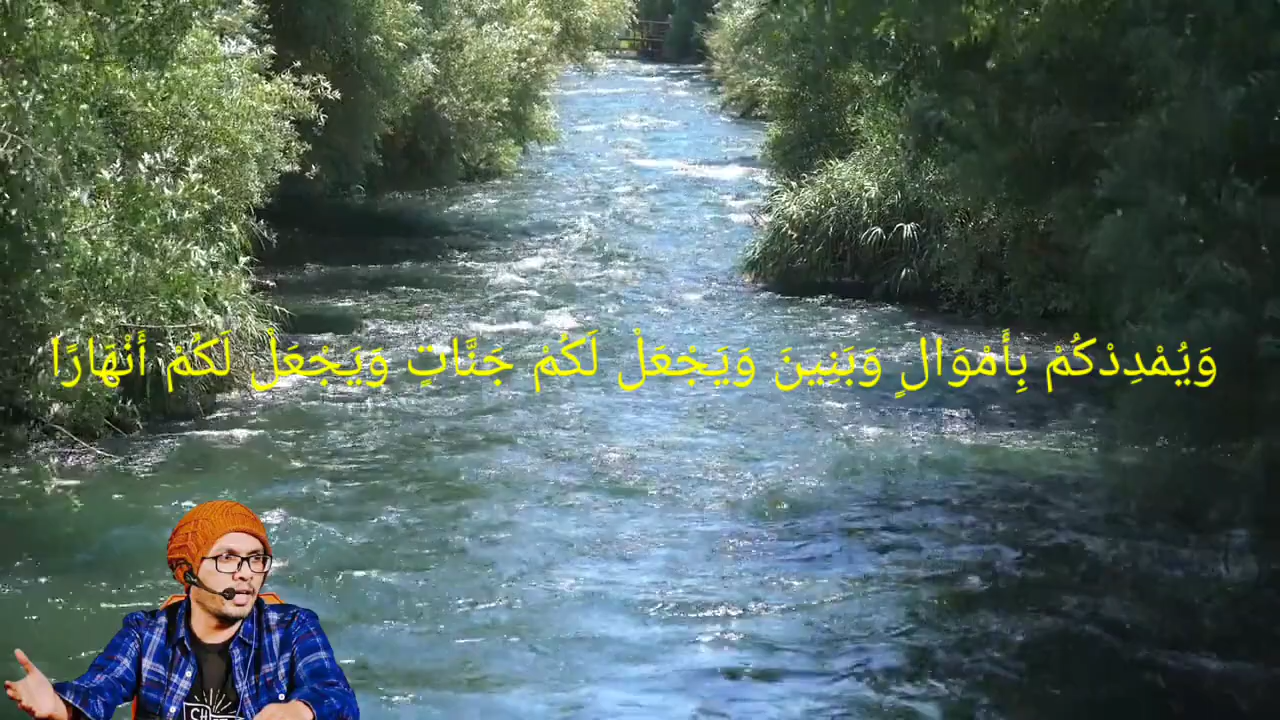 وَيُمْدِدْكُمْ بِأَمْوَالٍ وَبَنِينَ وَيَجْعَلْ لَكُمْ جَنَّاتٍ وَيَجْعَلْ لَكُمْ أَنْهَارًا